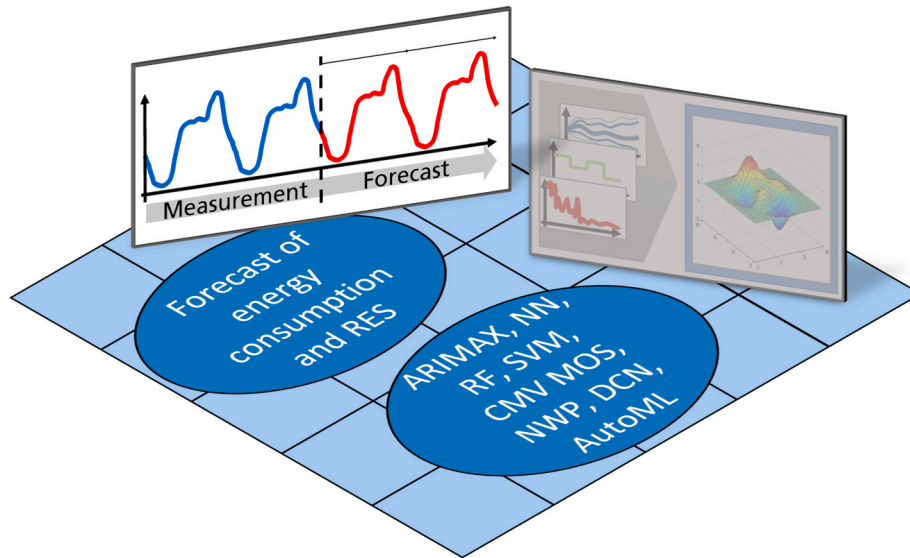 Measurement
Forecast
Forecast of
energy
consumption
and RES
ARIMAX, NN,
RF, SVM,
CMV MOS,
NWP, DCN,
AutoML